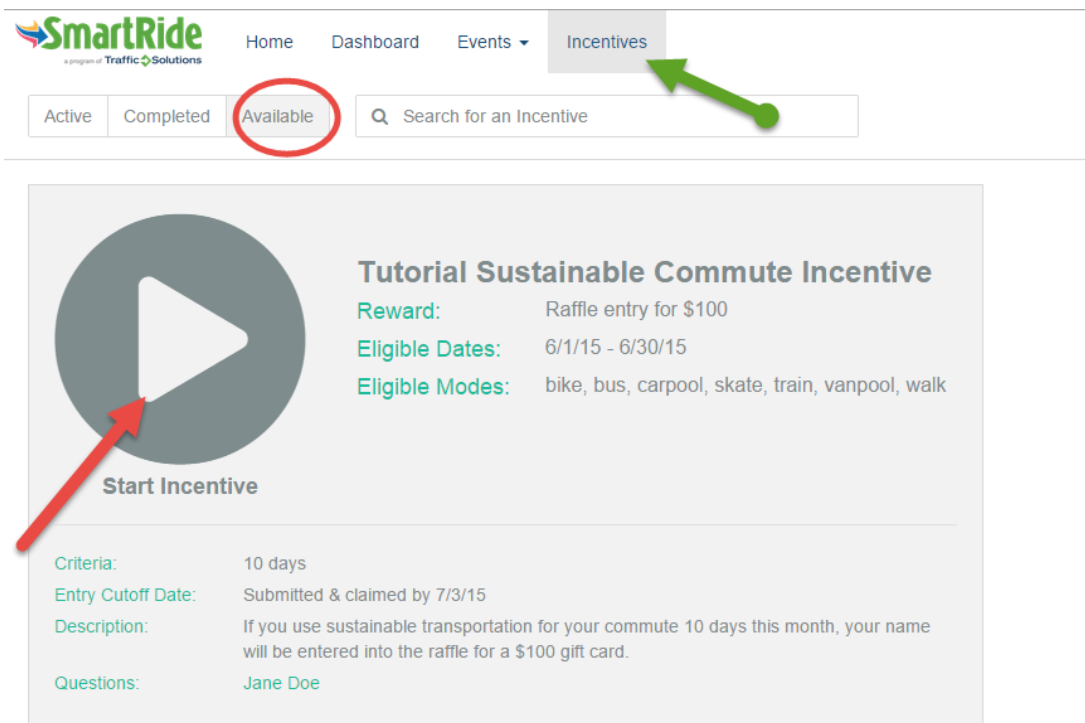 SmartRide
a program of Traffic Solutions
Home Dashboard Events Incentives
Active Completed Available Search for an Incentive
Tutorial Sustainable Commute Incentive
Reward: Raffle entry for $100
Eligible Dates: 6/1/15 - 6/30/15
Eligible Modes: bike, bus, carpool, skate, train, vanpool, walk
Start Incentive
Criteria: 10 days
Entry Cutoff Date: Submitted & claimed by 7/3/15
Description: If you use sustainable transportation for your commute 10 days this month, your name
will be entered into the raffle for a $100 gift card.
Questions: Jane Doe